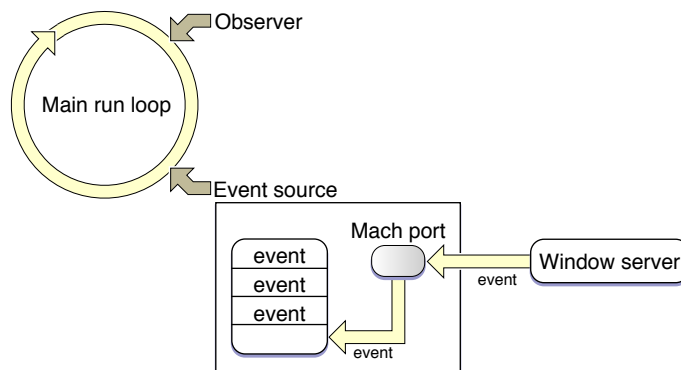 Observer
Main run loop
Event source
Mach port
event
event
event
Window server
event
event